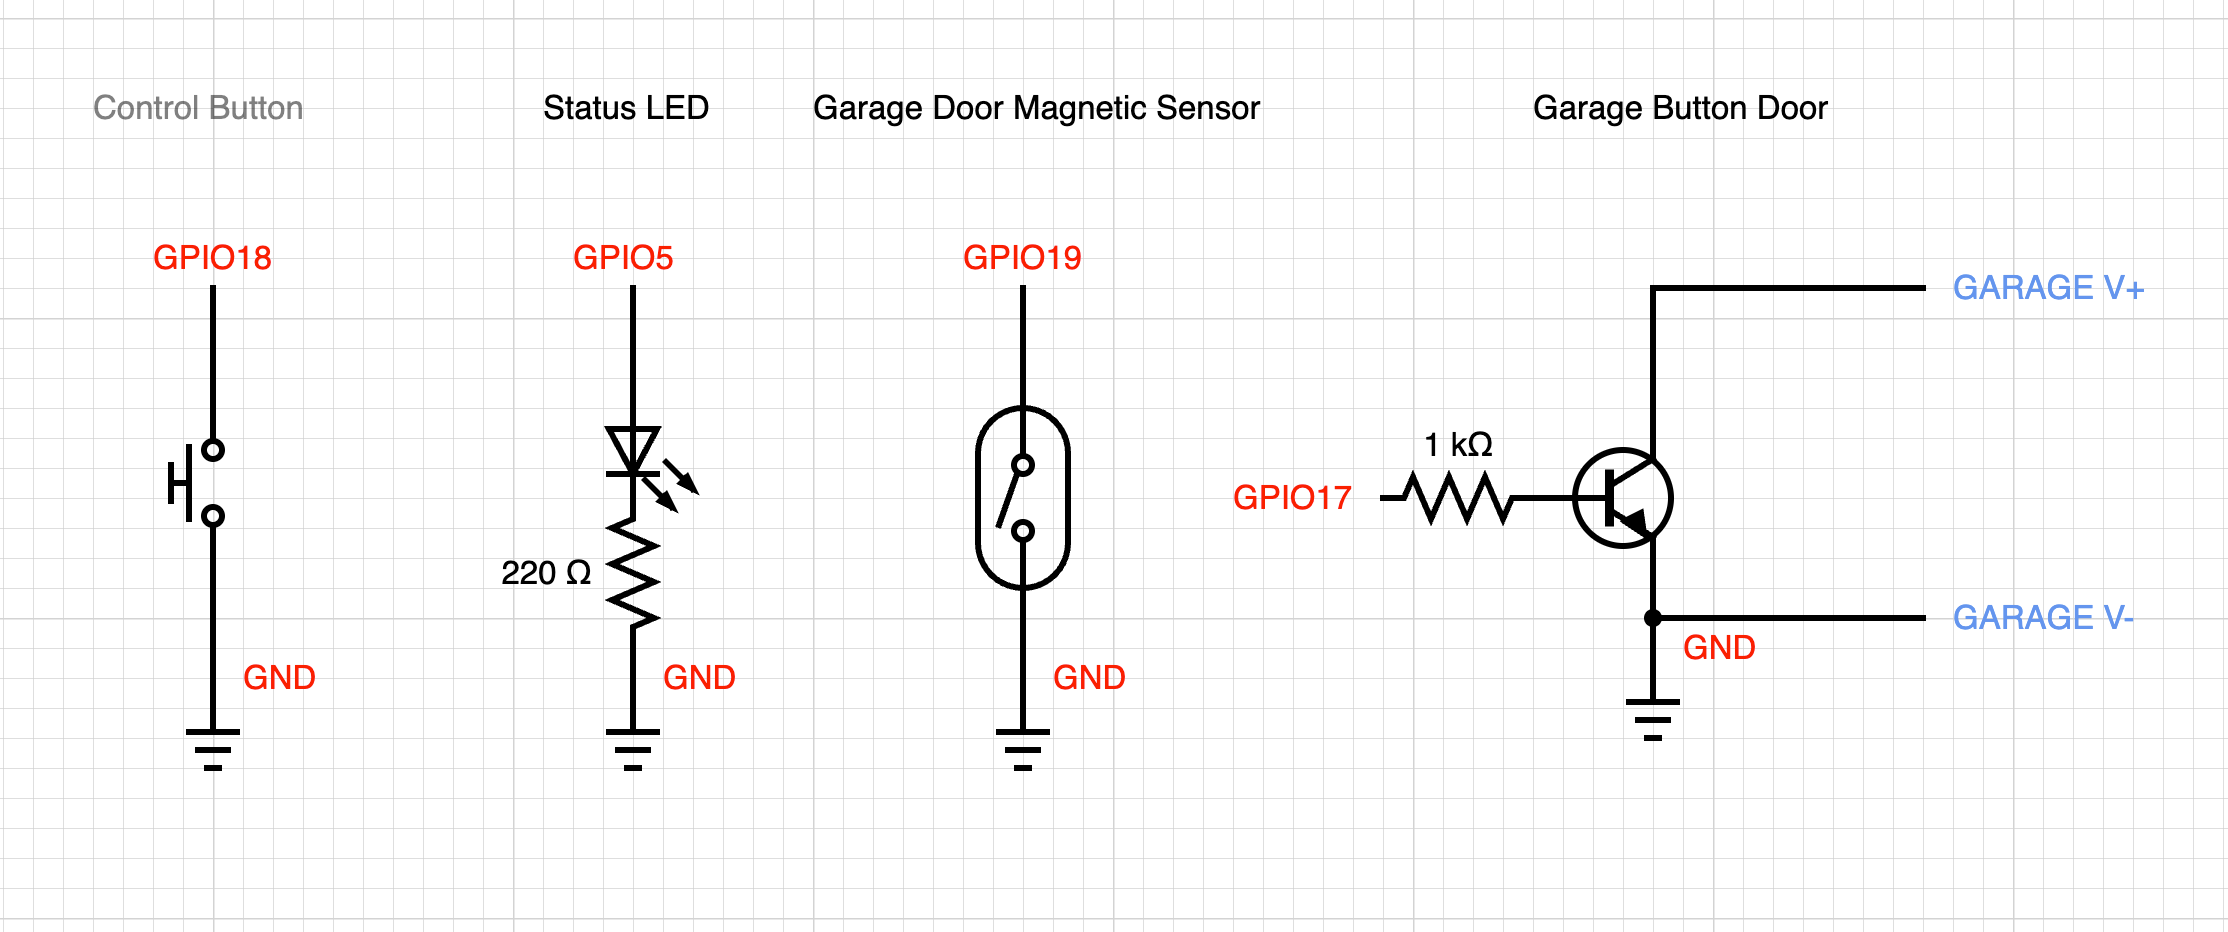 Control Button
Status LED
Garage Door Magnetic Sensor
Garage Button Door
GPIO18
GPIO5
GPIO19
GARAGE V+
1 kΩ
GPIO17
220 Ω
GARAGE V-
GND
GND
GND
GND